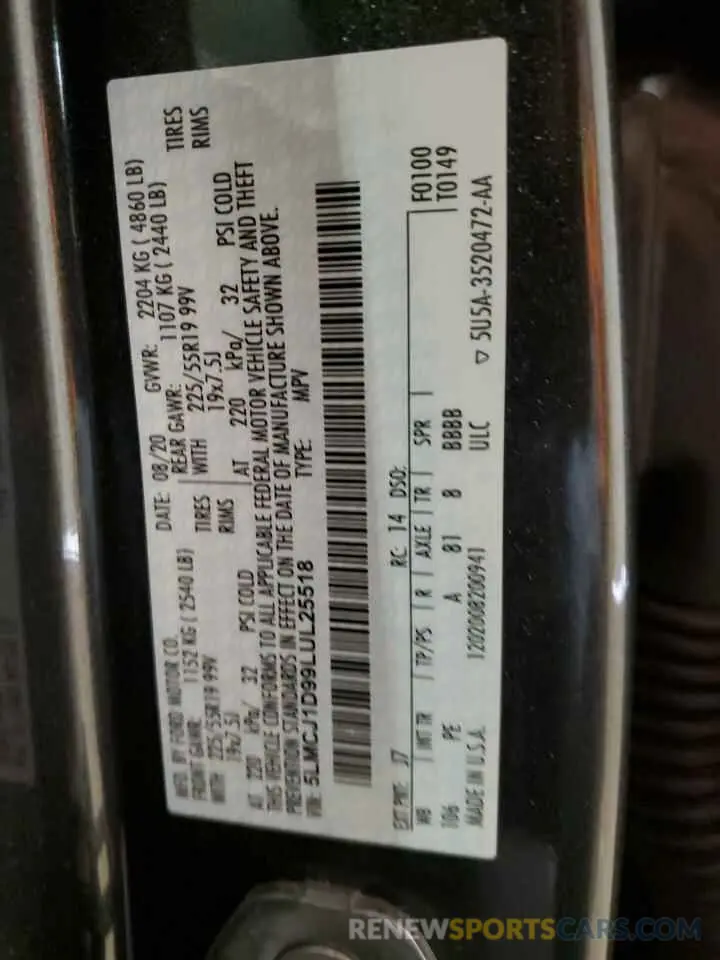 MFD. BY FORD MOTOR CO.
DATE: 08/20 GVWR: 2204 KG ( 4860 LB)
FRONT GAWR: 1152 KG ( 2540 LB) REAR GAWR: 1107 KG ( 2440 LB)
WITH 225/55R19 99V TIRES WITH 225/55R19 99V TIRES
19x7.5J RIMS 19x7.5J RIMS
AT 220 kPa/ 32 PSI COLD AT 220 kPa/ 32 PSI COLD
THIS VEHICLE CONFORMS TO ALL APPLICABLE FEDERAL MOTOR VEHICLE SAFETY AND THEFT
PREVENTION STANDARDS IN EFFECT ON THE DATE OF MANUFACTURE SHOWN ABOVE.
VIN: 5LMCJ1D99LUL25518 TYPE: MPV
F0100
T0149
EXT PNT: J7 RC: 14 DSO:
WB INT TR TP/PS R AXLE TR SPR
106 PE A 81 8 BBBB
MADE IN U.S.A. 1202008200941 ULC
▽ 5U5A-3520472-AA
RENEWSPORTSCARS.COM